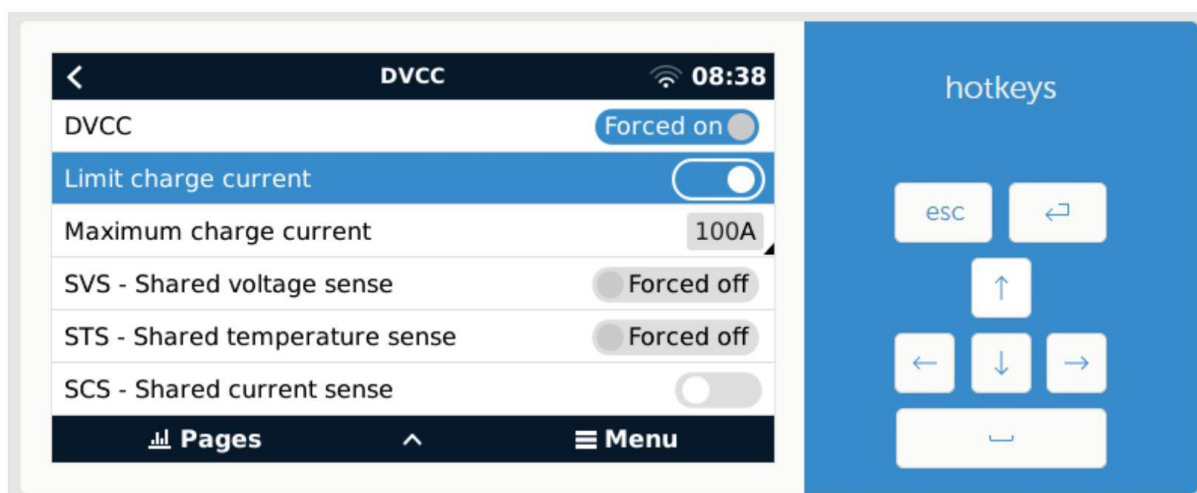 DVCC
08:38
DVCC Forced on
Limit charge current
Maximum charge current 100A
SVS - Shared voltage sense Forced off
STS - Shared temperature sense Forced off
SCS - Shared current sense
Pages Menu
hotkeys
esc